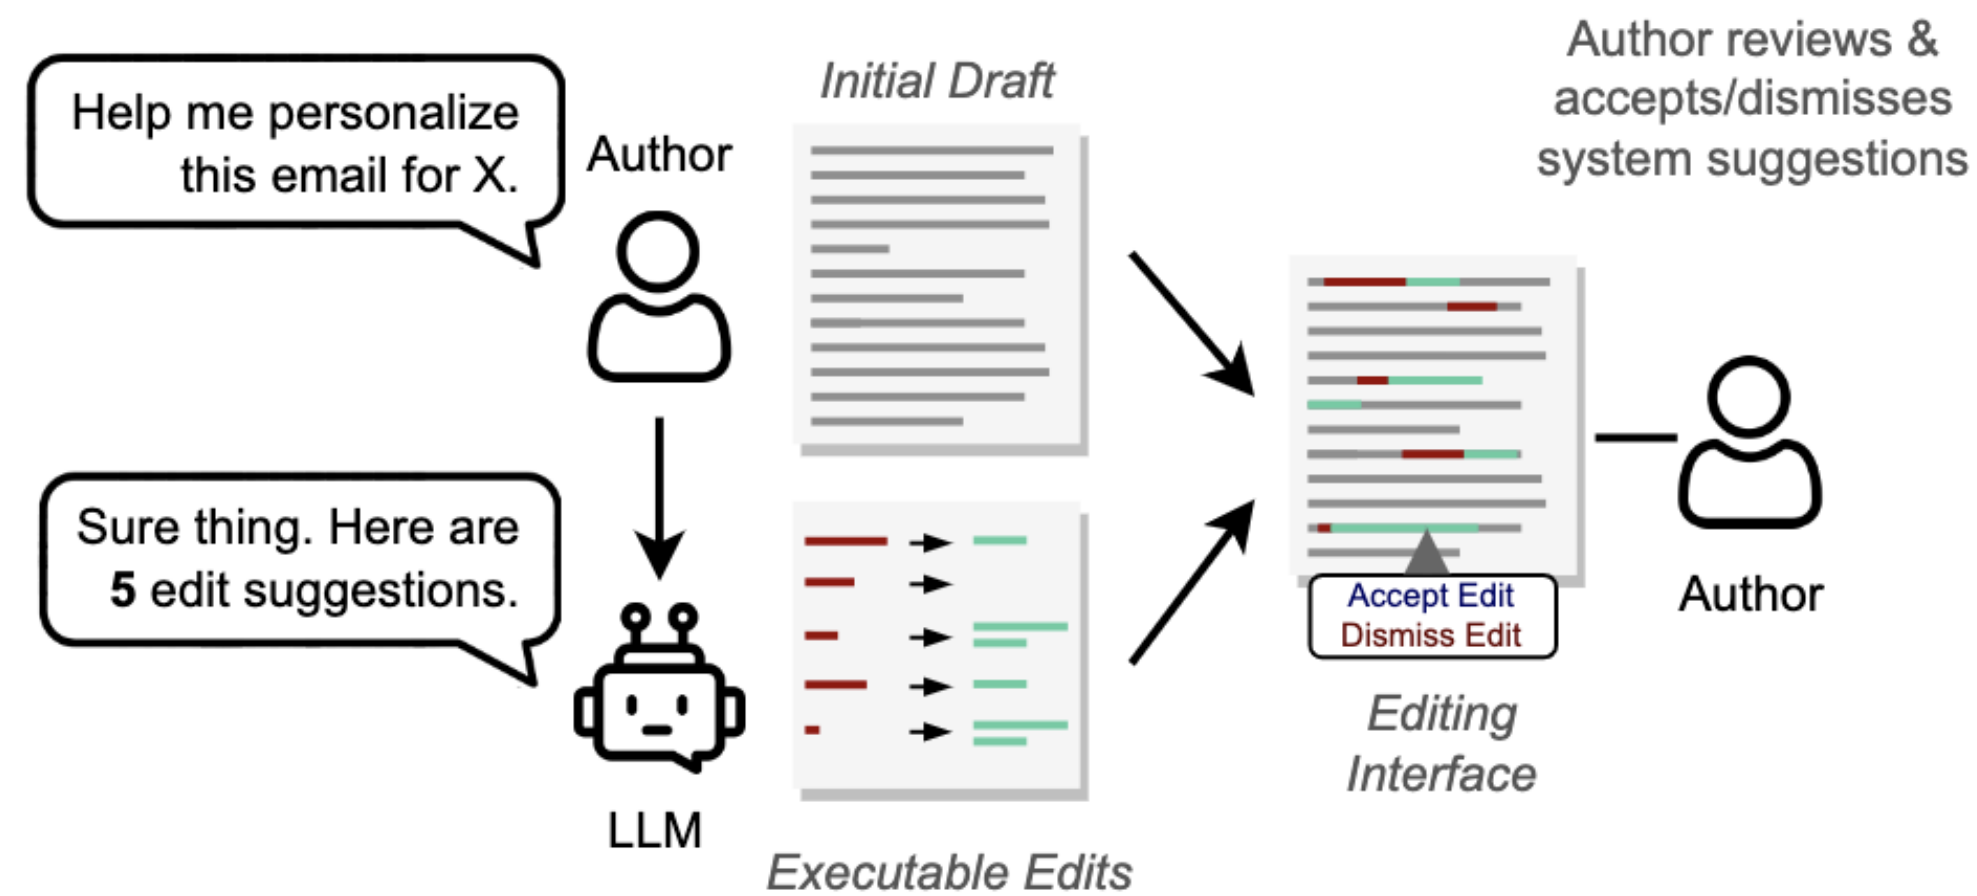 Help me personalize
this email for X.
Author
Initial Draft
Author reviews &
accepts/dismisses
system suggestions
Sure thing. Here are
5 edit suggestions.
LLM
Executable Edits
Accept Edit
Dismiss Edit
Editing
Interface
Author